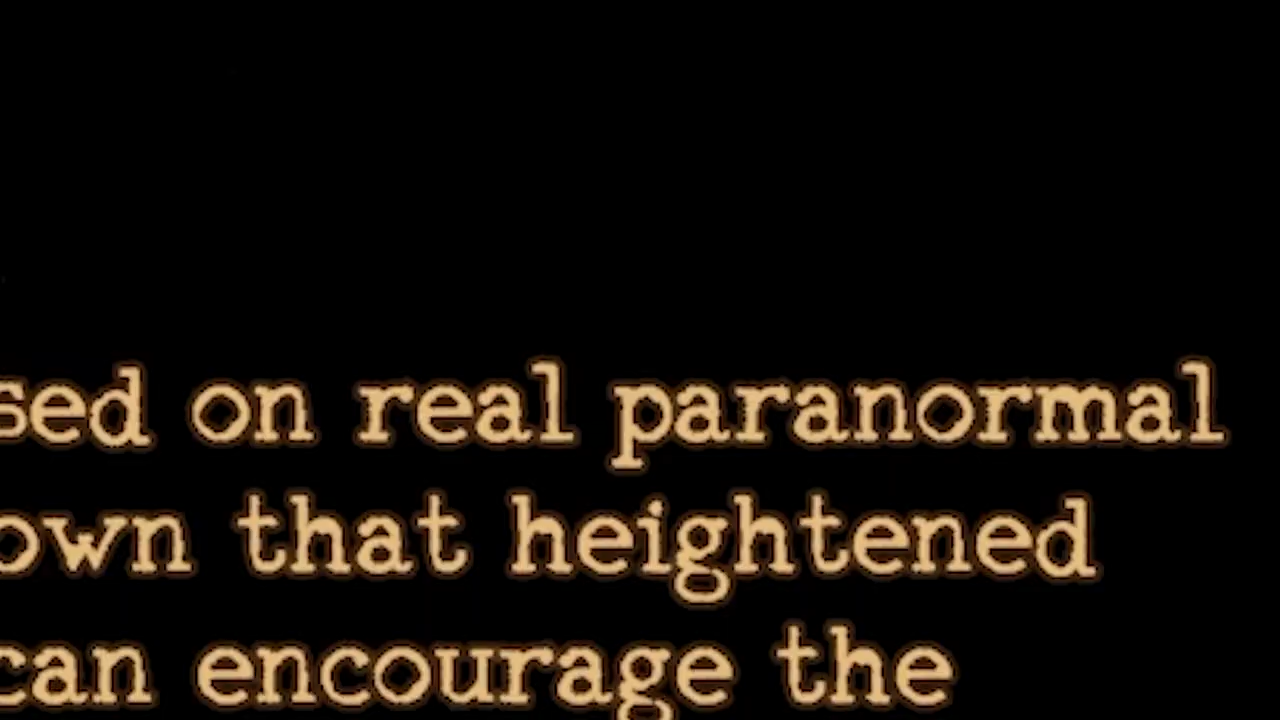 sed on real paranormal
own that heightened
can encourage the